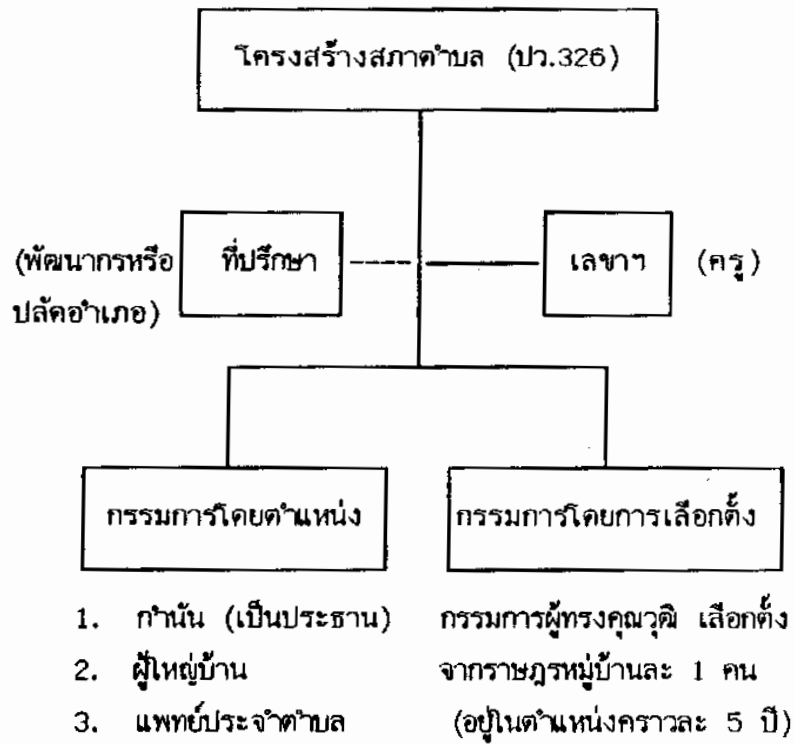 โครงสร้างสภาตำบล (ปว.326)
(พัฒนากรหรือ
ปลัดอำเภอ)
ที่ปรึกษา
เลขาฯ
(ครู)
กรรมการโดยตำแหน่ง
กรรมการโดยการเลือกตั้ง
1. กำนัน (เป็นประธาน)
2. ผู้ใหญ่บ้าน
3. แพทย์ประจำตำบล
กรรมการผู้ทรงคุณวุฒิ เลือกตั้ง
จากราษฎรหมู่บ้านละ 1 คน
(อยู่ในตำแหน่งคราวละ 5 ปี)